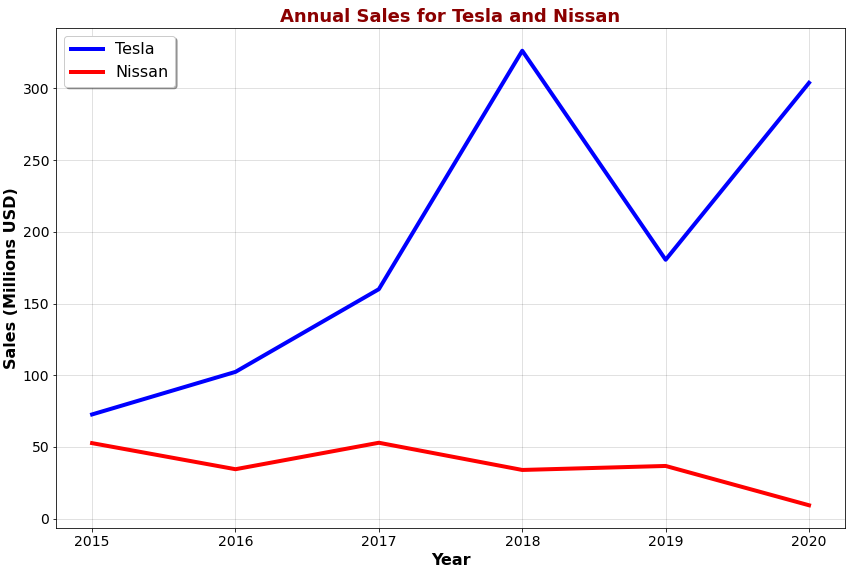 Annual Sales for Tesla and Nissan
Tesla
Nissan
Sales (Millions USD)
300
250
200
150
100
50
0
2015 2016 2017 2018 2019 2020
Year